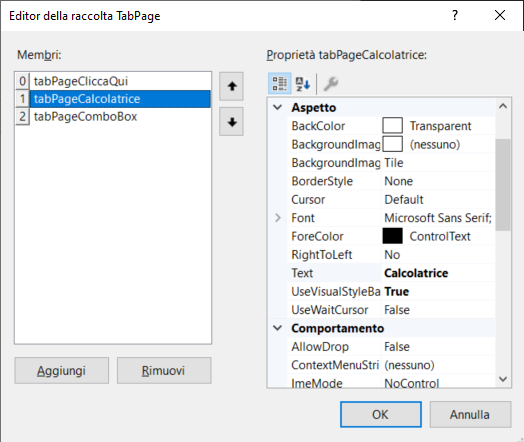 Editor della raccolta TabPage
?
Membri:
Proprietà tabPageCalcolatrice:
0 tabPageCliccaQui
1 tabPageCalcolatrice
2 tabPageComboBox
Aspetto
BackColor Transparent
BackgroundImag (nessuno)
BackgroundImag Tile
BorderStyle None
Cursor Default
Font Microsoft Sans Serif;
ForeColor ControlText
RightToLeft No
Text Calcolatrice
UseVisualStyleBa True
UseWaitCursor False
Comportamento
AllowDrop False
ContextMenuStri (nessuno)
ImeMode NoControl
Aggiungi
Rimuovi
OK
Annulla